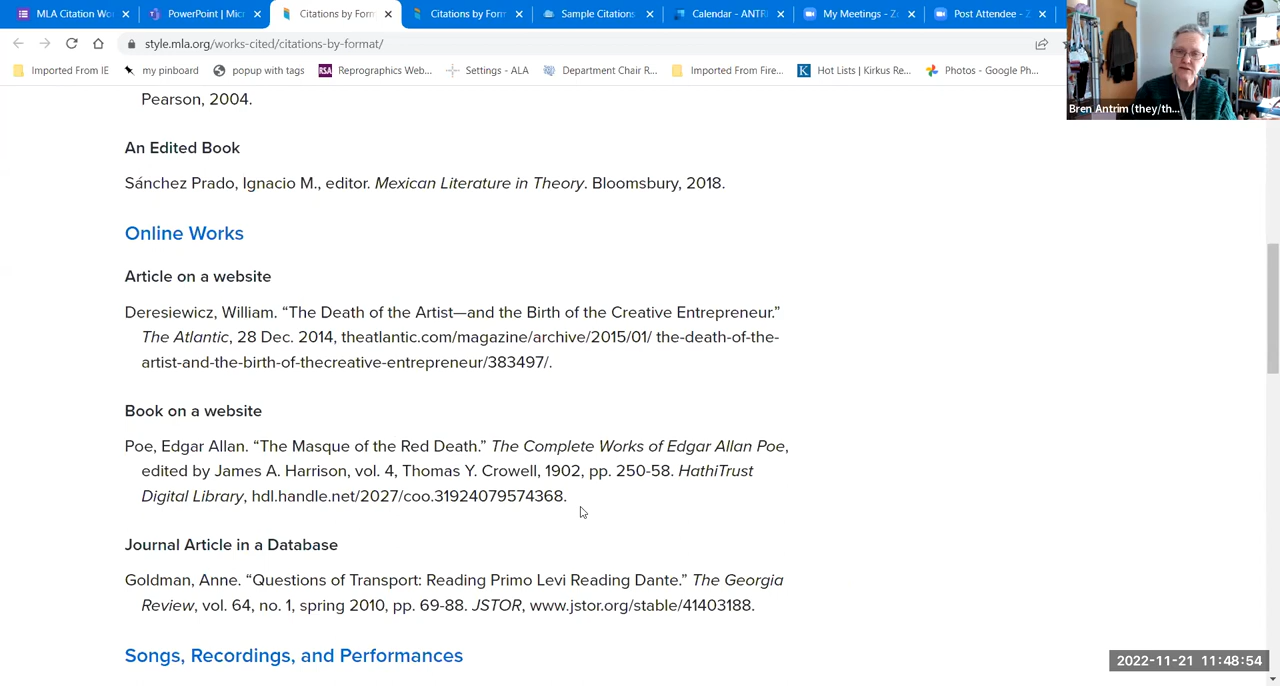 MLA Citation Wo
PowerPoint | Mic
Citations by Form
Citations by Form
Sample Citations
Calendar - ANTRI
My Meetings - Zo
Post Attendee - Z
style.mla.org/works-cited/citations-by-format/
Imported From IE
my pinboard
popup with tags
RSA Reprographics Web...
Settings - ALA
Department Chair R...
Imported From Fire...
K Hot Lists | Kirkus Re...
Photos - Google Ph...
Bren Antrim (they/th...
Pearson, 2004.
An Edited Book
Sánchez Prado, Ignacio M., editor. Mexican Literature in Theory. Bloomsbury, 2018.
Online Works
Article on a website
Deresiewicz, William. “The Death of the Artist—and the Birth of the Creative Entrepreneur.”
The Atlantic, 28 Dec. 2014, theatlantic.com/magazine/archive/2015/01/ the-death-of-the-
artist-and-the-birth-of-thecreative-entrepreneur/383497/.
Book on a website
Poe, Edgar Allan. “The Masque of the Red Death.” The Complete Works of Edgar Allan Poe,
edited by James A. Harrison, vol. 4, Thomas Y. Crowell, 1902, pp. 250-58. HathiTrust
Digital Library, hdl.handle.net/2027/coo.31924079574368.
Journal Article in a Database
Goldman, Anne. “Questions of Transport: Reading Primo Levi Reading Dante.” The Georgia
Review, vol. 64, no. 1, spring 2010, pp. 69-88. JSTOR, www.jstor.org/stable/41403188.
Songs, Recordings, and Performances
2022-11-21 11:48:54